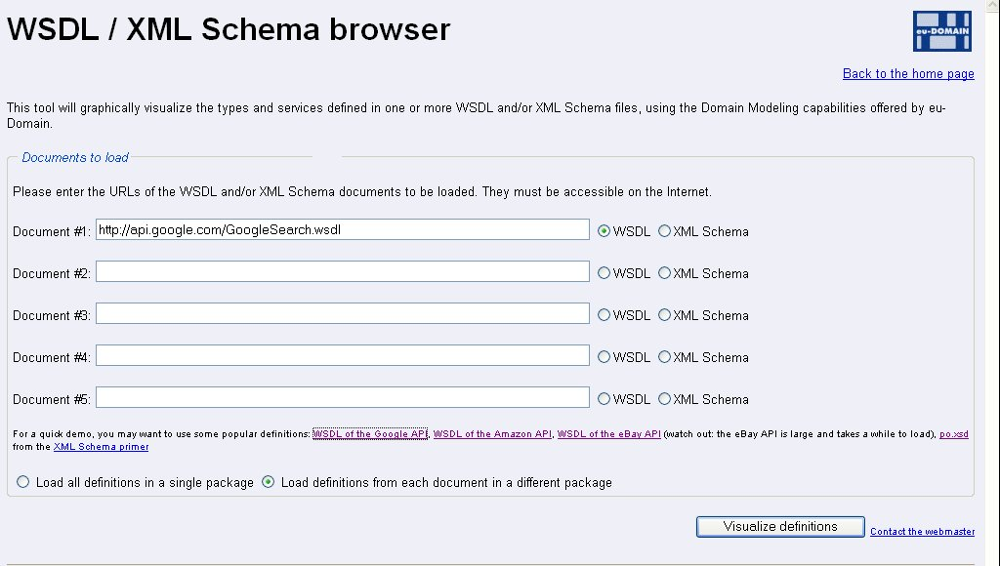 WSDL / XML Schema browser
eu-DOMAIN
Back to the home page
This tool will graphically visualize the types and services defined in one or more WSDL and/or XML Schema files, using the Domain Modeling capabilities offered by eu-
Domain.
Documents to load
Please enter the URLs of the WSDL and/or XML Schema documents to be loaded. They must be accessible on the Internet.
Document #1: http://api.google.com/GoogleSearch.wsdl WSDL XML Schema
Document #2: WSDL XML Schema
Document #3: WSDL XML Schema
Document #4: WSDL XML Schema
Document #5: WSDL XML Schema
For a quick demo, you may want to use some popular definitions: WSDL of the Google API, WSDL of the Amazon API, WSDL of the eBay API (watch out: the eBay API is large and takes a while to load), po.xsd
from the XML Schema primer
Load all definitions in a single package Load definitions from each document in a different package
Visualize definitions Contact the webmaster